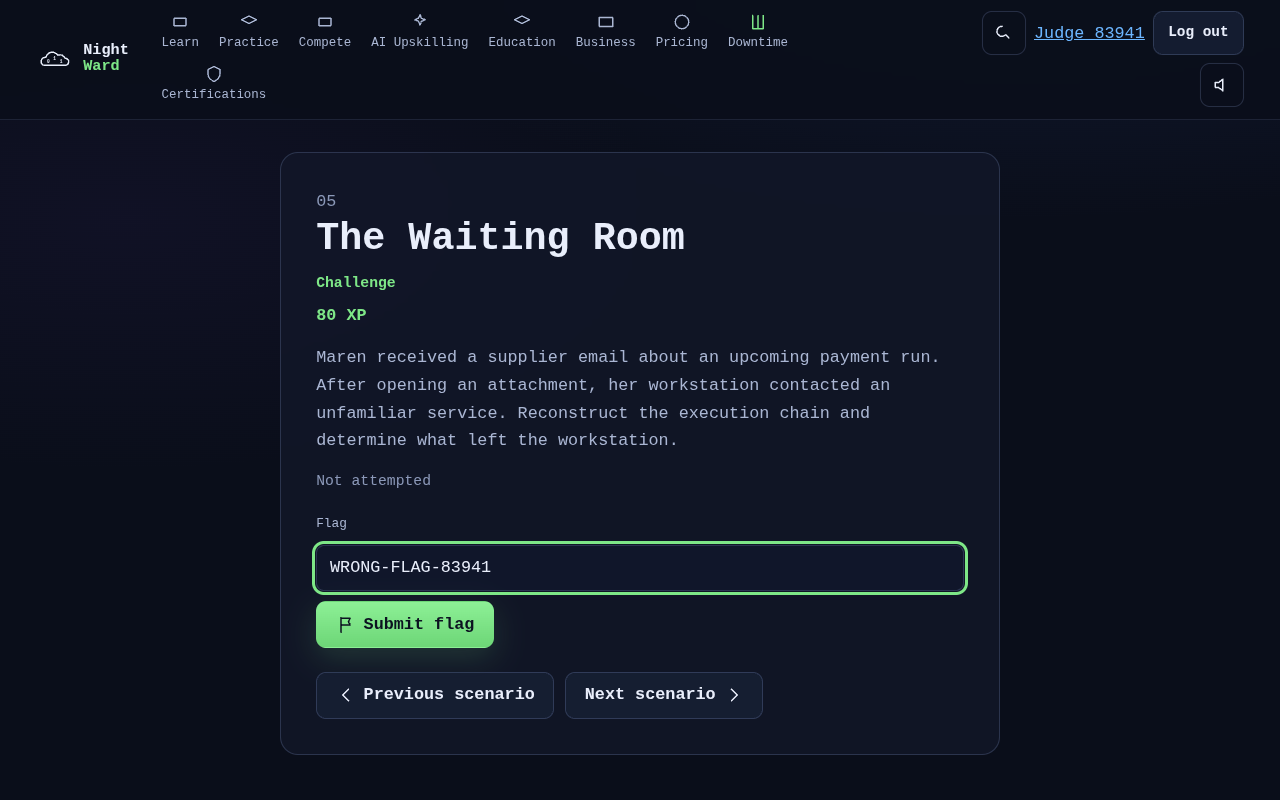 Night
Ward
Learn
Practice
Compete
AI Upskilling
Education
Business
Pricing
Downtime
Certifications
Judge 83941
Log out
05
The Waiting Room
Challenge
80 XP
Maren received a supplier email about an upcoming payment run.
After opening an attachment, her workstation contacted an
unfamiliar service. Reconstruct the execution chain and
determine what left the workstation.
Not attempted
Flag
WRONG-FLAG-83941
Submit flag
Previous scenario
Next scenario